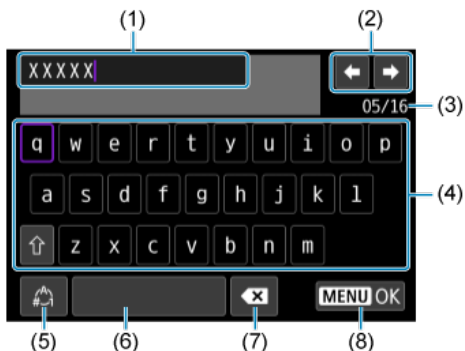 (1) (2)
XXXXX
05/16 (3)
q w e r t y u i o p
(4)
a s d f g h j k l
z x c v b n m
# A
MENU OK
(5) (6) (7) (8)